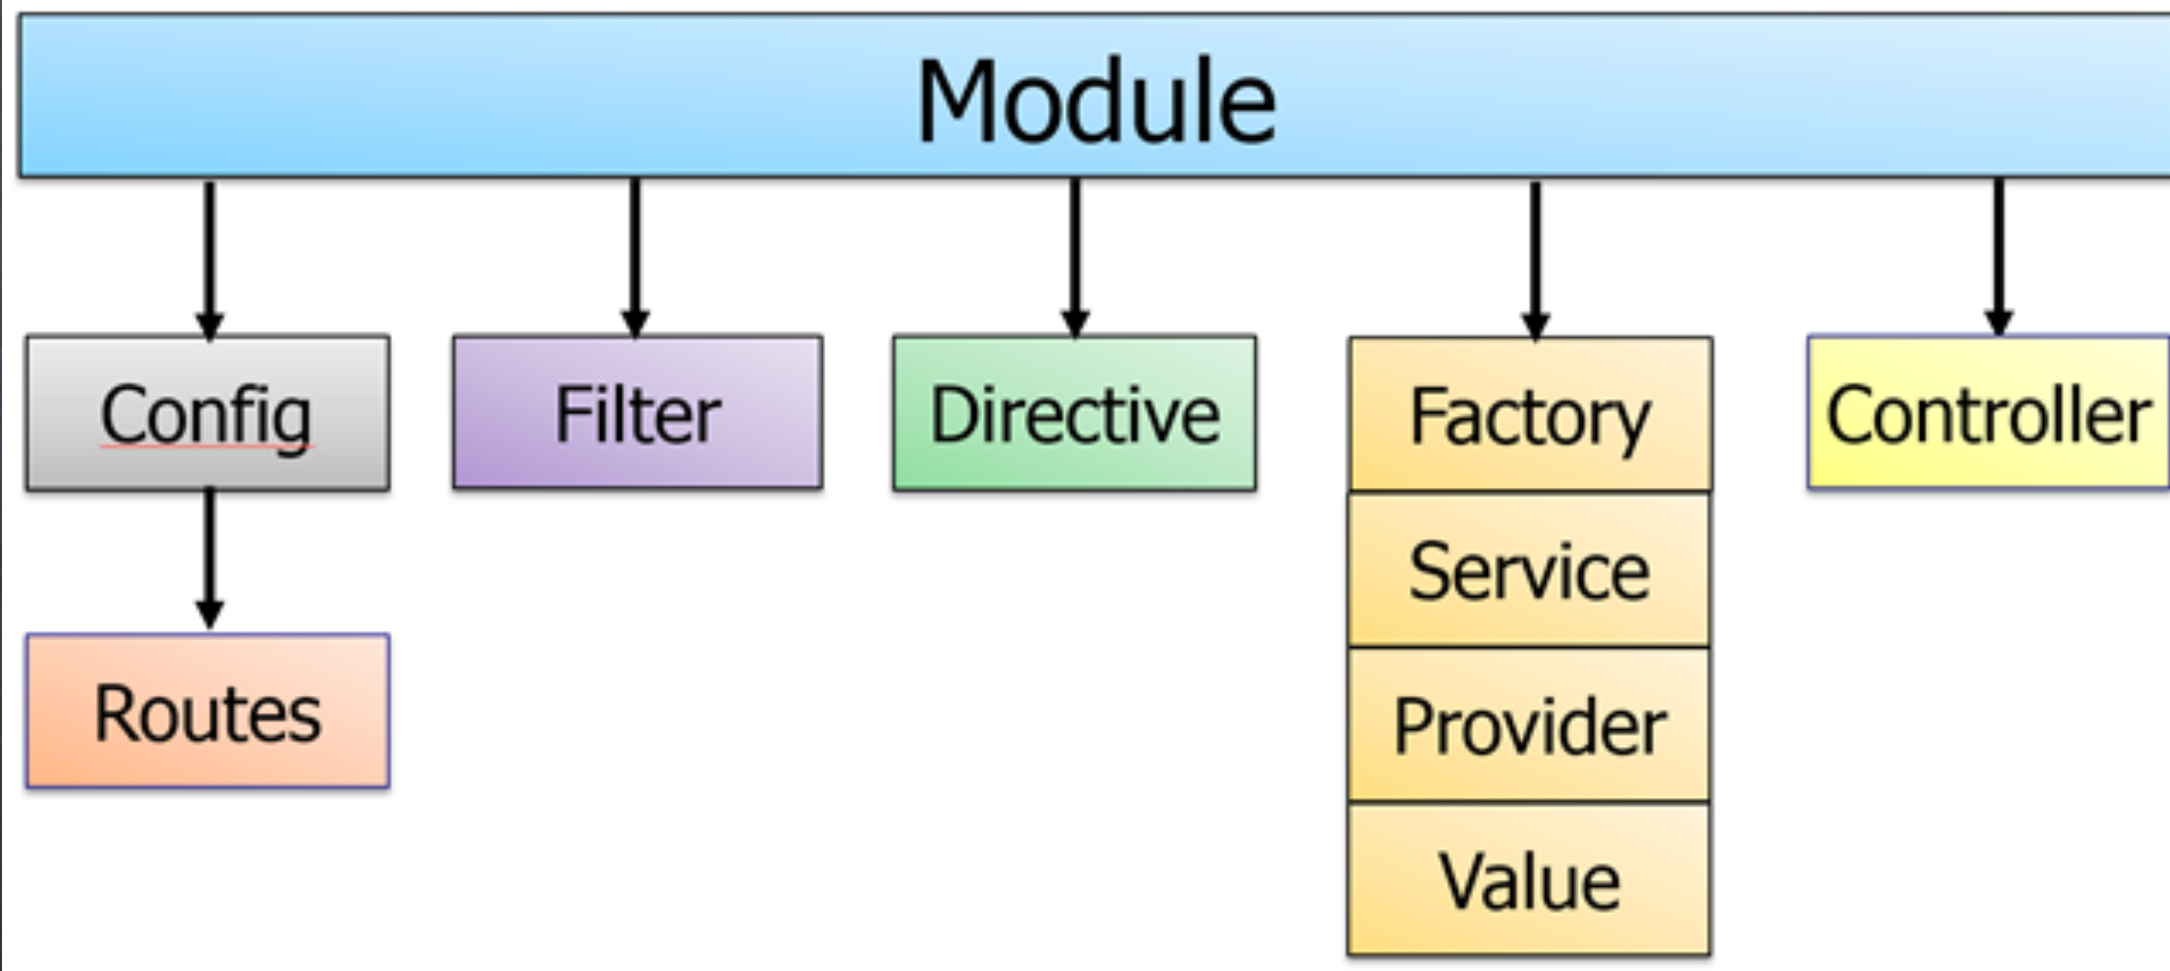 Module
Config
Filter
Directive
Factory
Controller
Service
Routes
Provider
Value